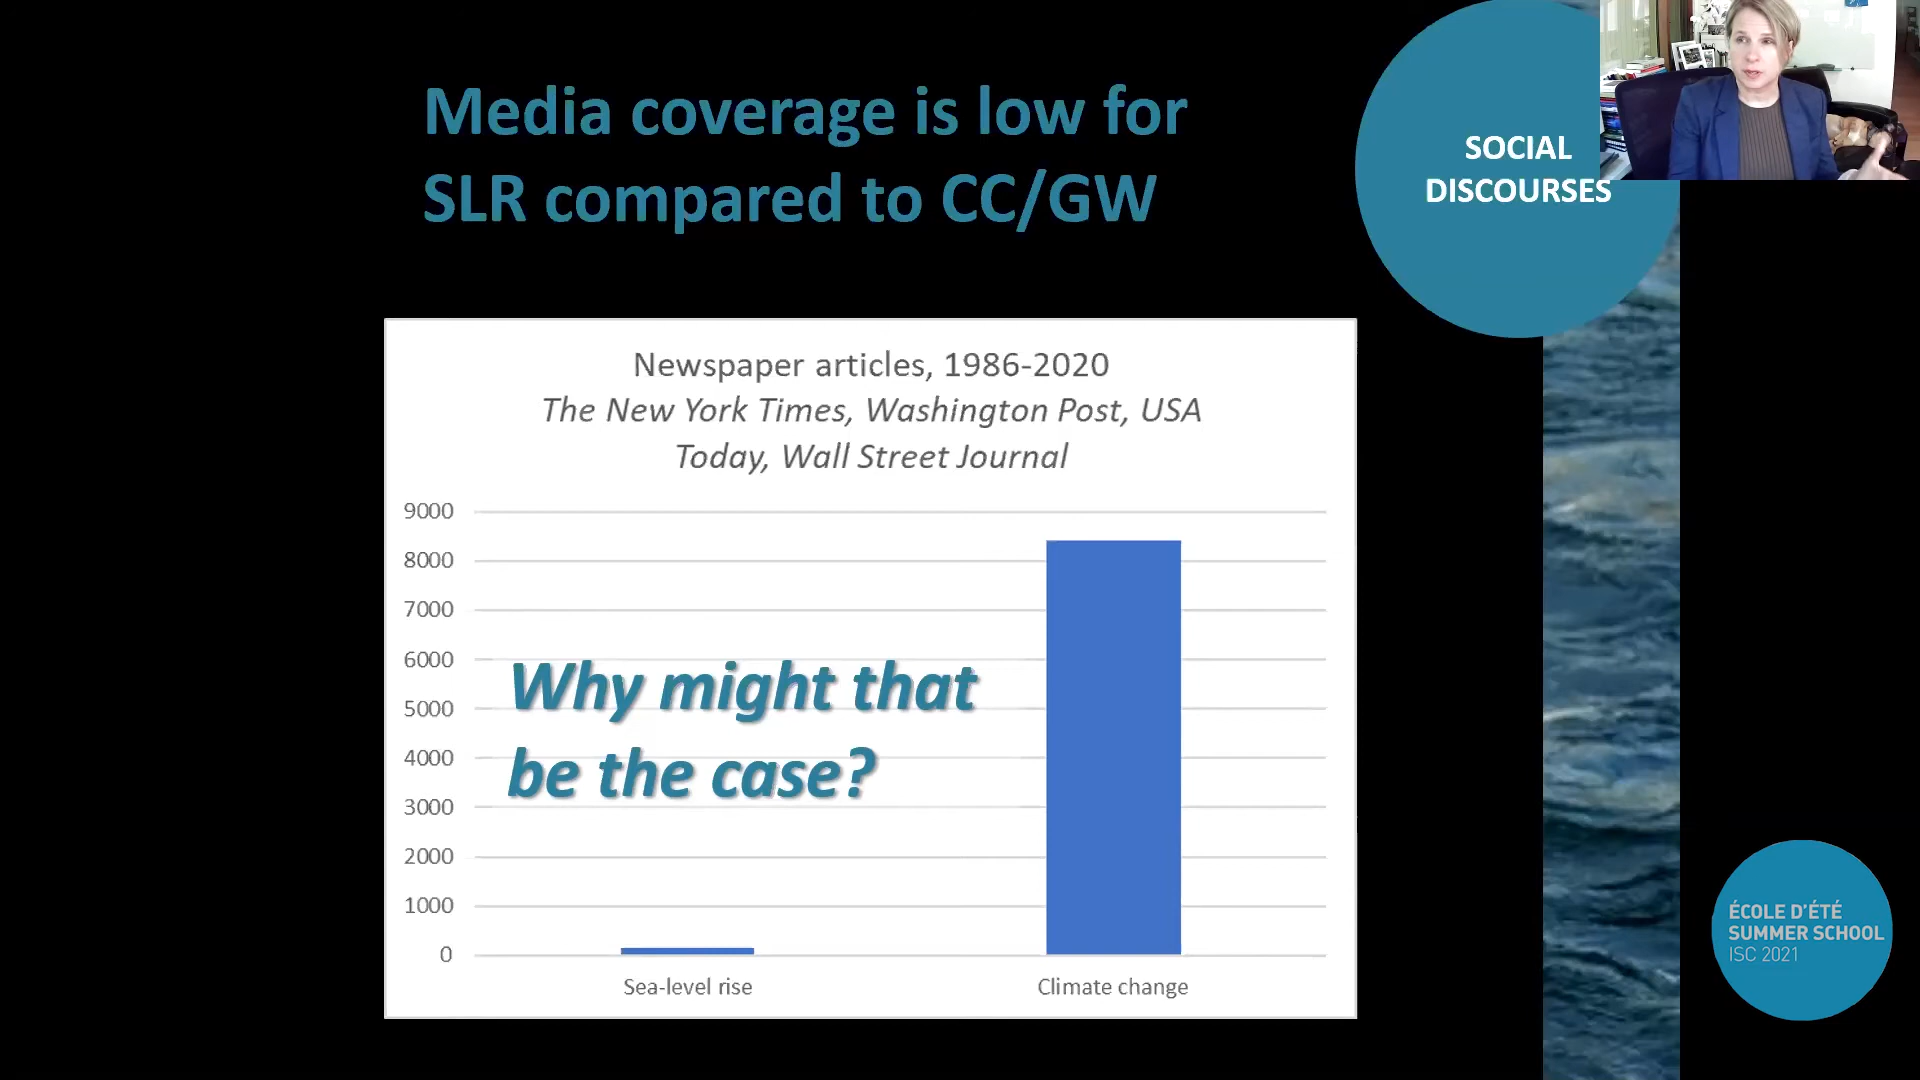 Media coverage is low for
SLR compared to CC/GW
SOCIAL
DISCOURSES
Newspaper articles, 1986-2020
The New York Times, Washington Post, USA
Today, Wall Street Journal
9000
8000
7000
6000
5000
4000
3000
2000
1000
0
Why might that
be the case?
Sea-level rise
Climate change
ÉCOLE D'ÉTÉ
SUMMER SCHOOL
ISC 2021